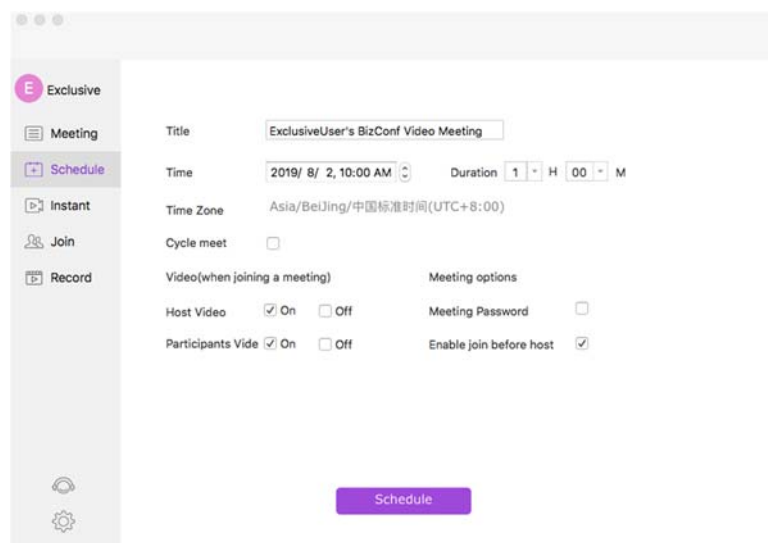 E Exclusive
Meeting
Schedule
Instant
Join
Record
Title ExclusiveUser's BizConf Video Meeting
Time 2019/ 8/ 2, 10:00 AM Duration 1 H 00 M
Time Zone Asia/BeiJing/中国标准时间(UTC+8:00)
Cycle meet
Video(when joining a meeting) Meeting options
Host Video On Off Meeting Password
Participants Vide On Off Enable join before host
Schedule